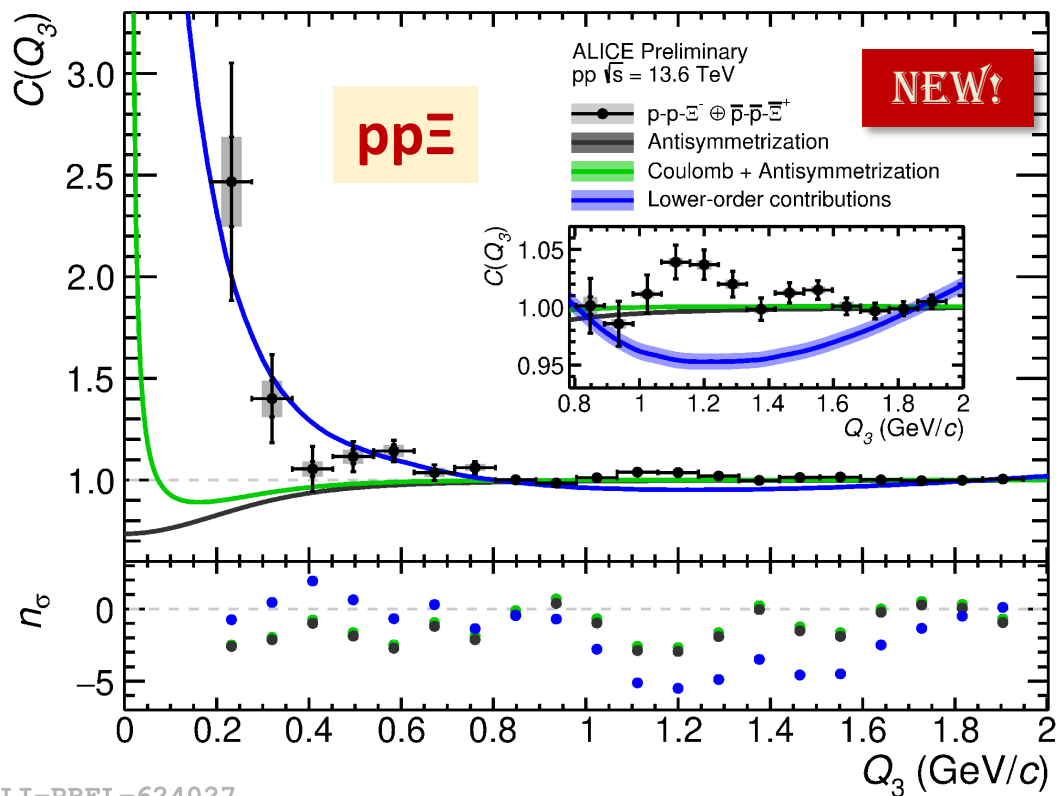 C(Q₃)
3.0
2.5
2.0
1.5
1.0
ppΞ
ALICE Preliminary
pp √s = 13.6 TeV
p-p-Ξ⁻ ⊕ p̅-p̅-Ξ̅⁺
Antisymmetrization
Coulomb + Antisymmetrization
Lower-order contributions
NEW!
C(Q₃)
1.05
1.00
0.95
0.8 1 1.2 1.4 1.6 1.8 2
Q₃ (GeV/c)
nσ
0
−5
0 0.2 0.4 0.6 0.8 1 1.2 1.4 1.6 1.8 2
Q₃ (GeV/c)